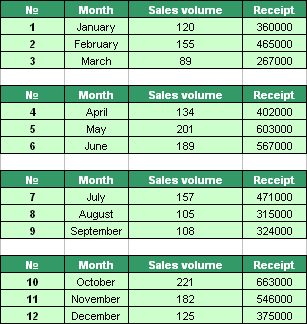 № Month Sales volume Receipt
1 January 120 360000
2 February 155 465000
3 March 89 267000
№ Month Sales volume Receipt
4 April 134 402000
5 May 201 603000
6 June 189 567000
№ Month Sales volume Receipt
7 July 157 471000
8 August 105 315000
9 September 108 324000
№ Month Sales volume Receipt
10 October 221 663000
11 November 182 546000
12 December 125 375000